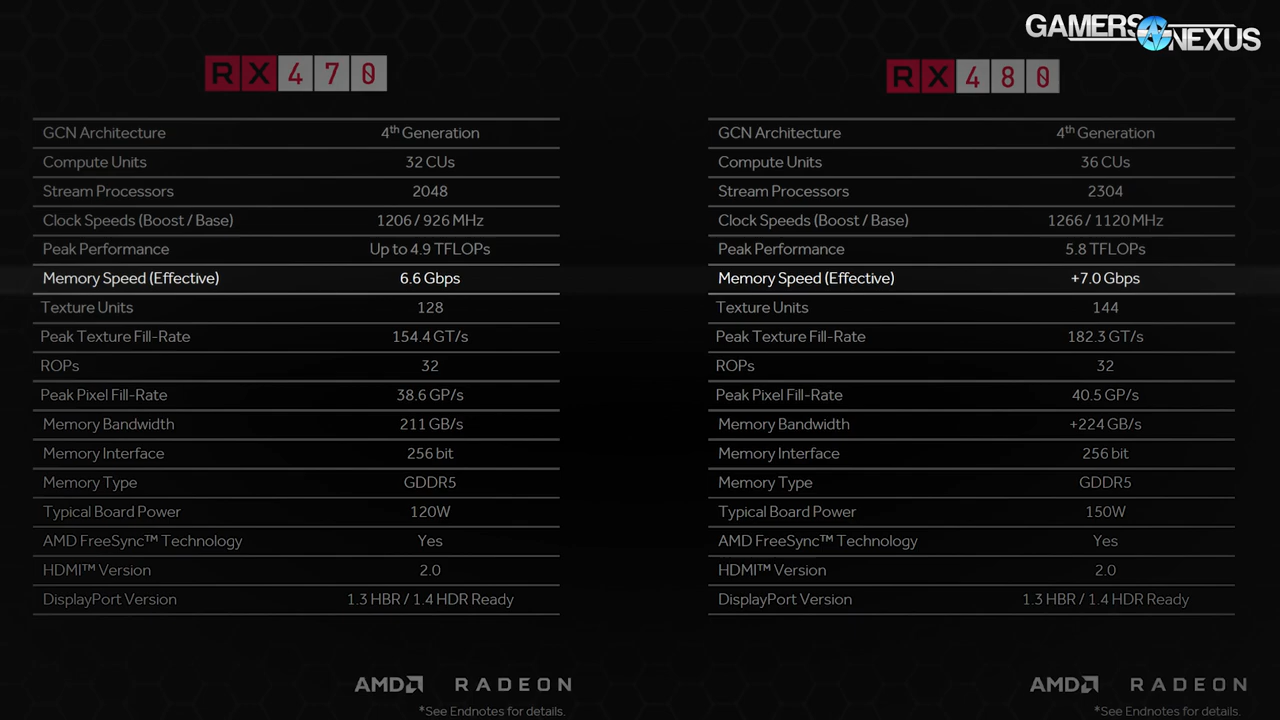 GAMERS NEXUS
RX 470
GCN Architecture 4th Generation
Compute Units 32 CUs
Stream Processors 2048
Clock Speeds (Boost / Base) 1206 / 926 MHz
Peak Performance Up to 4.9 TFLOPs
Memory Speed (Effective) 6.6 Gbps
Texture Units 128
Peak Texture Fill-Rate 154.4 GT/s
ROPs 32
Peak Pixel Fill-Rate 38.6 GP/s
Memory Bandwidth 211 GB/s
Memory Interface 256 bit
Memory Type GDDR5
Typical Board Power 120W
AMD FreeSync™ Technology Yes
HDMI™ Version 2.0
DisplayPort Version 1.3 HBR / 1.4 HDR Ready
AMD RADEON
*See Endnotes for details.
RX 480
GCN Architecture 4th Generation
Compute Units 36 CUs
Stream Processors 2304
Clock Speeds (Boost / Base) 1266 / 1120 MHz
Peak Performance 5.8 TFLOPs
Memory Speed (Effective) +7.0 Gbps
Texture Units 144
Peak Texture Fill-Rate 182.3 GT/s
ROPs 32
Peak Pixel Fill-Rate 40.5 GP/s
Memory Bandwidth +224 GB/s
Memory Interface 256 bit
Memory Type GDDR5
Typical Board Power 150W
AMD FreeSync™ Technology Yes
HDMI™ Version 2.0
DisplayPort Version 1.3 HBR / 1.4 HDR Ready
AMD RADEON
*See Endnotes for details.